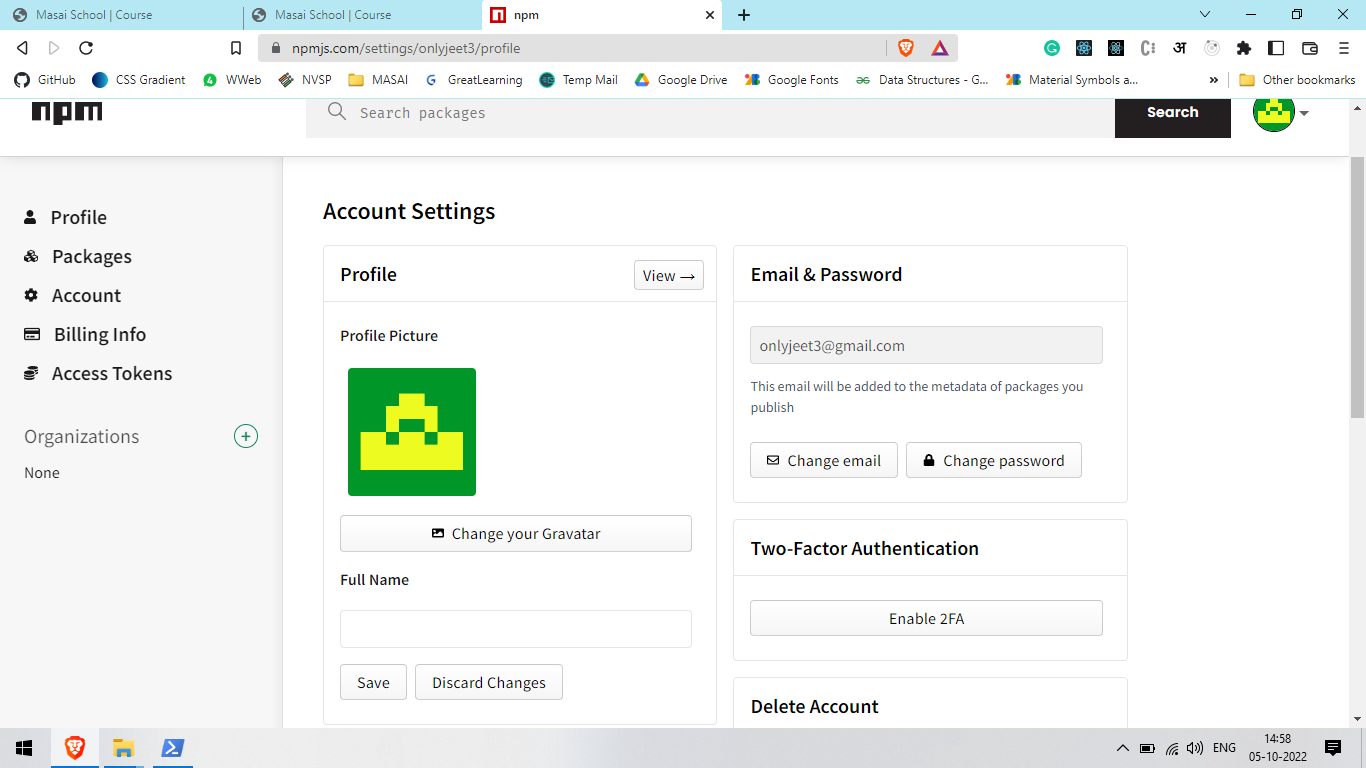 Masai School | Course
Masai School | Course
npm
npmjs.com/settings/onlyjeet3/profile
GitHub
CSS Gradient
WWeb
NVSP
MASAI
GreatLearning
Temp Mail
Google Drive
Google Fonts
Data Structures - G...
Material Symbols a...
»
Other bookmarks
npm
Search packages
Search
Profile
Packages
Account
Billing Info
Access Tokens
Organizations
None
Account Settings
Profile
View →
Profile Picture
Change your Gravatar
Full Name
Save
Discard Changes
Email & Password
onlyjeet3@gmail.com
This email will be added to the metadata of packages you
publish
Change email
Change password
Two-Factor Authentication
Enable 2FA
Delete Account
ENG
14:58
05-10-2022